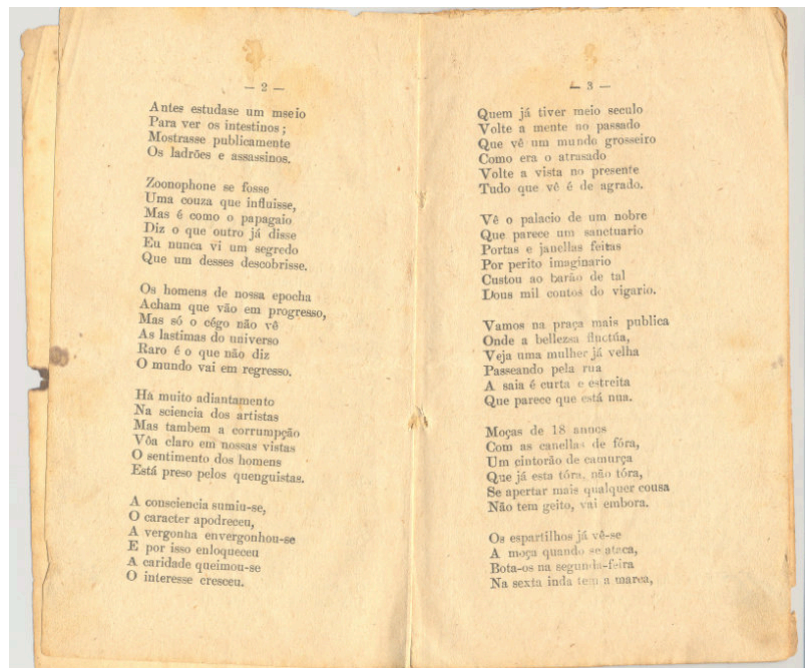 — 2 —
Antes estudase um mseio
Para ver os intestinos ;
Mostrasse publicamente
Os ladrões e assassinos.
Zoonophone se fosse
Uma couza que influisse,
Mas é como o papagaio
Diz o que outro já disse
Eu nunca vi um segredo
Que um desses descobrisse.
Os homens de nossa epocha
Acham que vão em progresso,
Mas só o cégo não vê
As lastimas do universo
Raro é o que não diz
O mundo vai em regresso.
Ha muito adiantamento
Na sciencia dos artistas
Mas tambem a corrumpção
Vôa claro em nossas vistas
O sentimento dos homens
Está preso pelos quenguistas.
A consciencia sumiu-se,
O caracter apodreceu,
A vergonha envergonhou-se
E por isso enloqueceu
A caridade queimou-se
O interesse cresceu.
— 3 —
Quem já tiver meio seculo
Volte a mente no passado
Que vê um mundo grosseiro
Como era o atrasado
Volte a vista no presente
Tudo que vê é de agrado.
Vê o palacio de um nobre
Que parece um sanctuario
Portas e janellas feitas
Por perito imaginario
Custou ao barão de tal
Dous mil contos do vigario.
Vamos na praça mais publica
Onde a bellezsa fluctúa,
Veja uma mulher já velha
Passeando pela rua
A saia é curta e estreita
Que parece que está nua.
Moças de 18 annos
Com as canellas de fóra,
Um cintorão de camurça
Que já esta tóra, não tóra,
Se apertar mais qualquer cousa
Não tem geito, vai embora.
Os espartilhos já vê-se
A moça quando se ataca,
Bota-os na segunda-feira
Na sexta inda tem a marca,